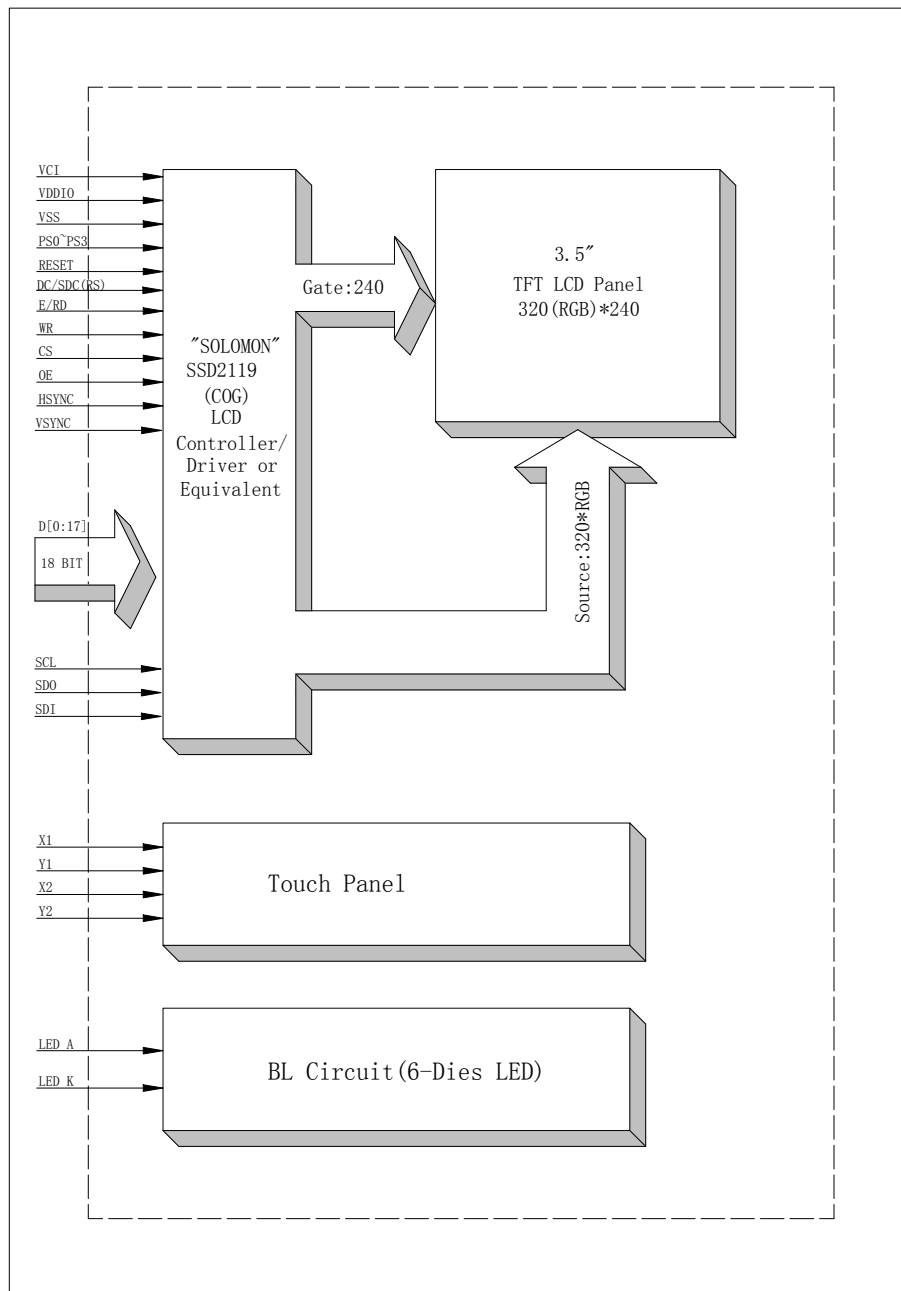 VCI
VDDIO
VSS
PS0~PS3
RESET
DC/SDC(RS)
E/RD
WR
CS
OE
HSYNC
VSYNC
D[0:17]
18 BIT
SCL
SDO
SDI
"SOLOMON"
SSD2119
(COG)
LCD
Controller/
Driver or
Equivalent
Gate:240
3.5"
TFT LCD Panel
320(RGB)*240
Source:320*RGB
X1
Y1
X2
Y2
Touch Panel
LED A
LED K
BL Circuit(6-Dies LED)